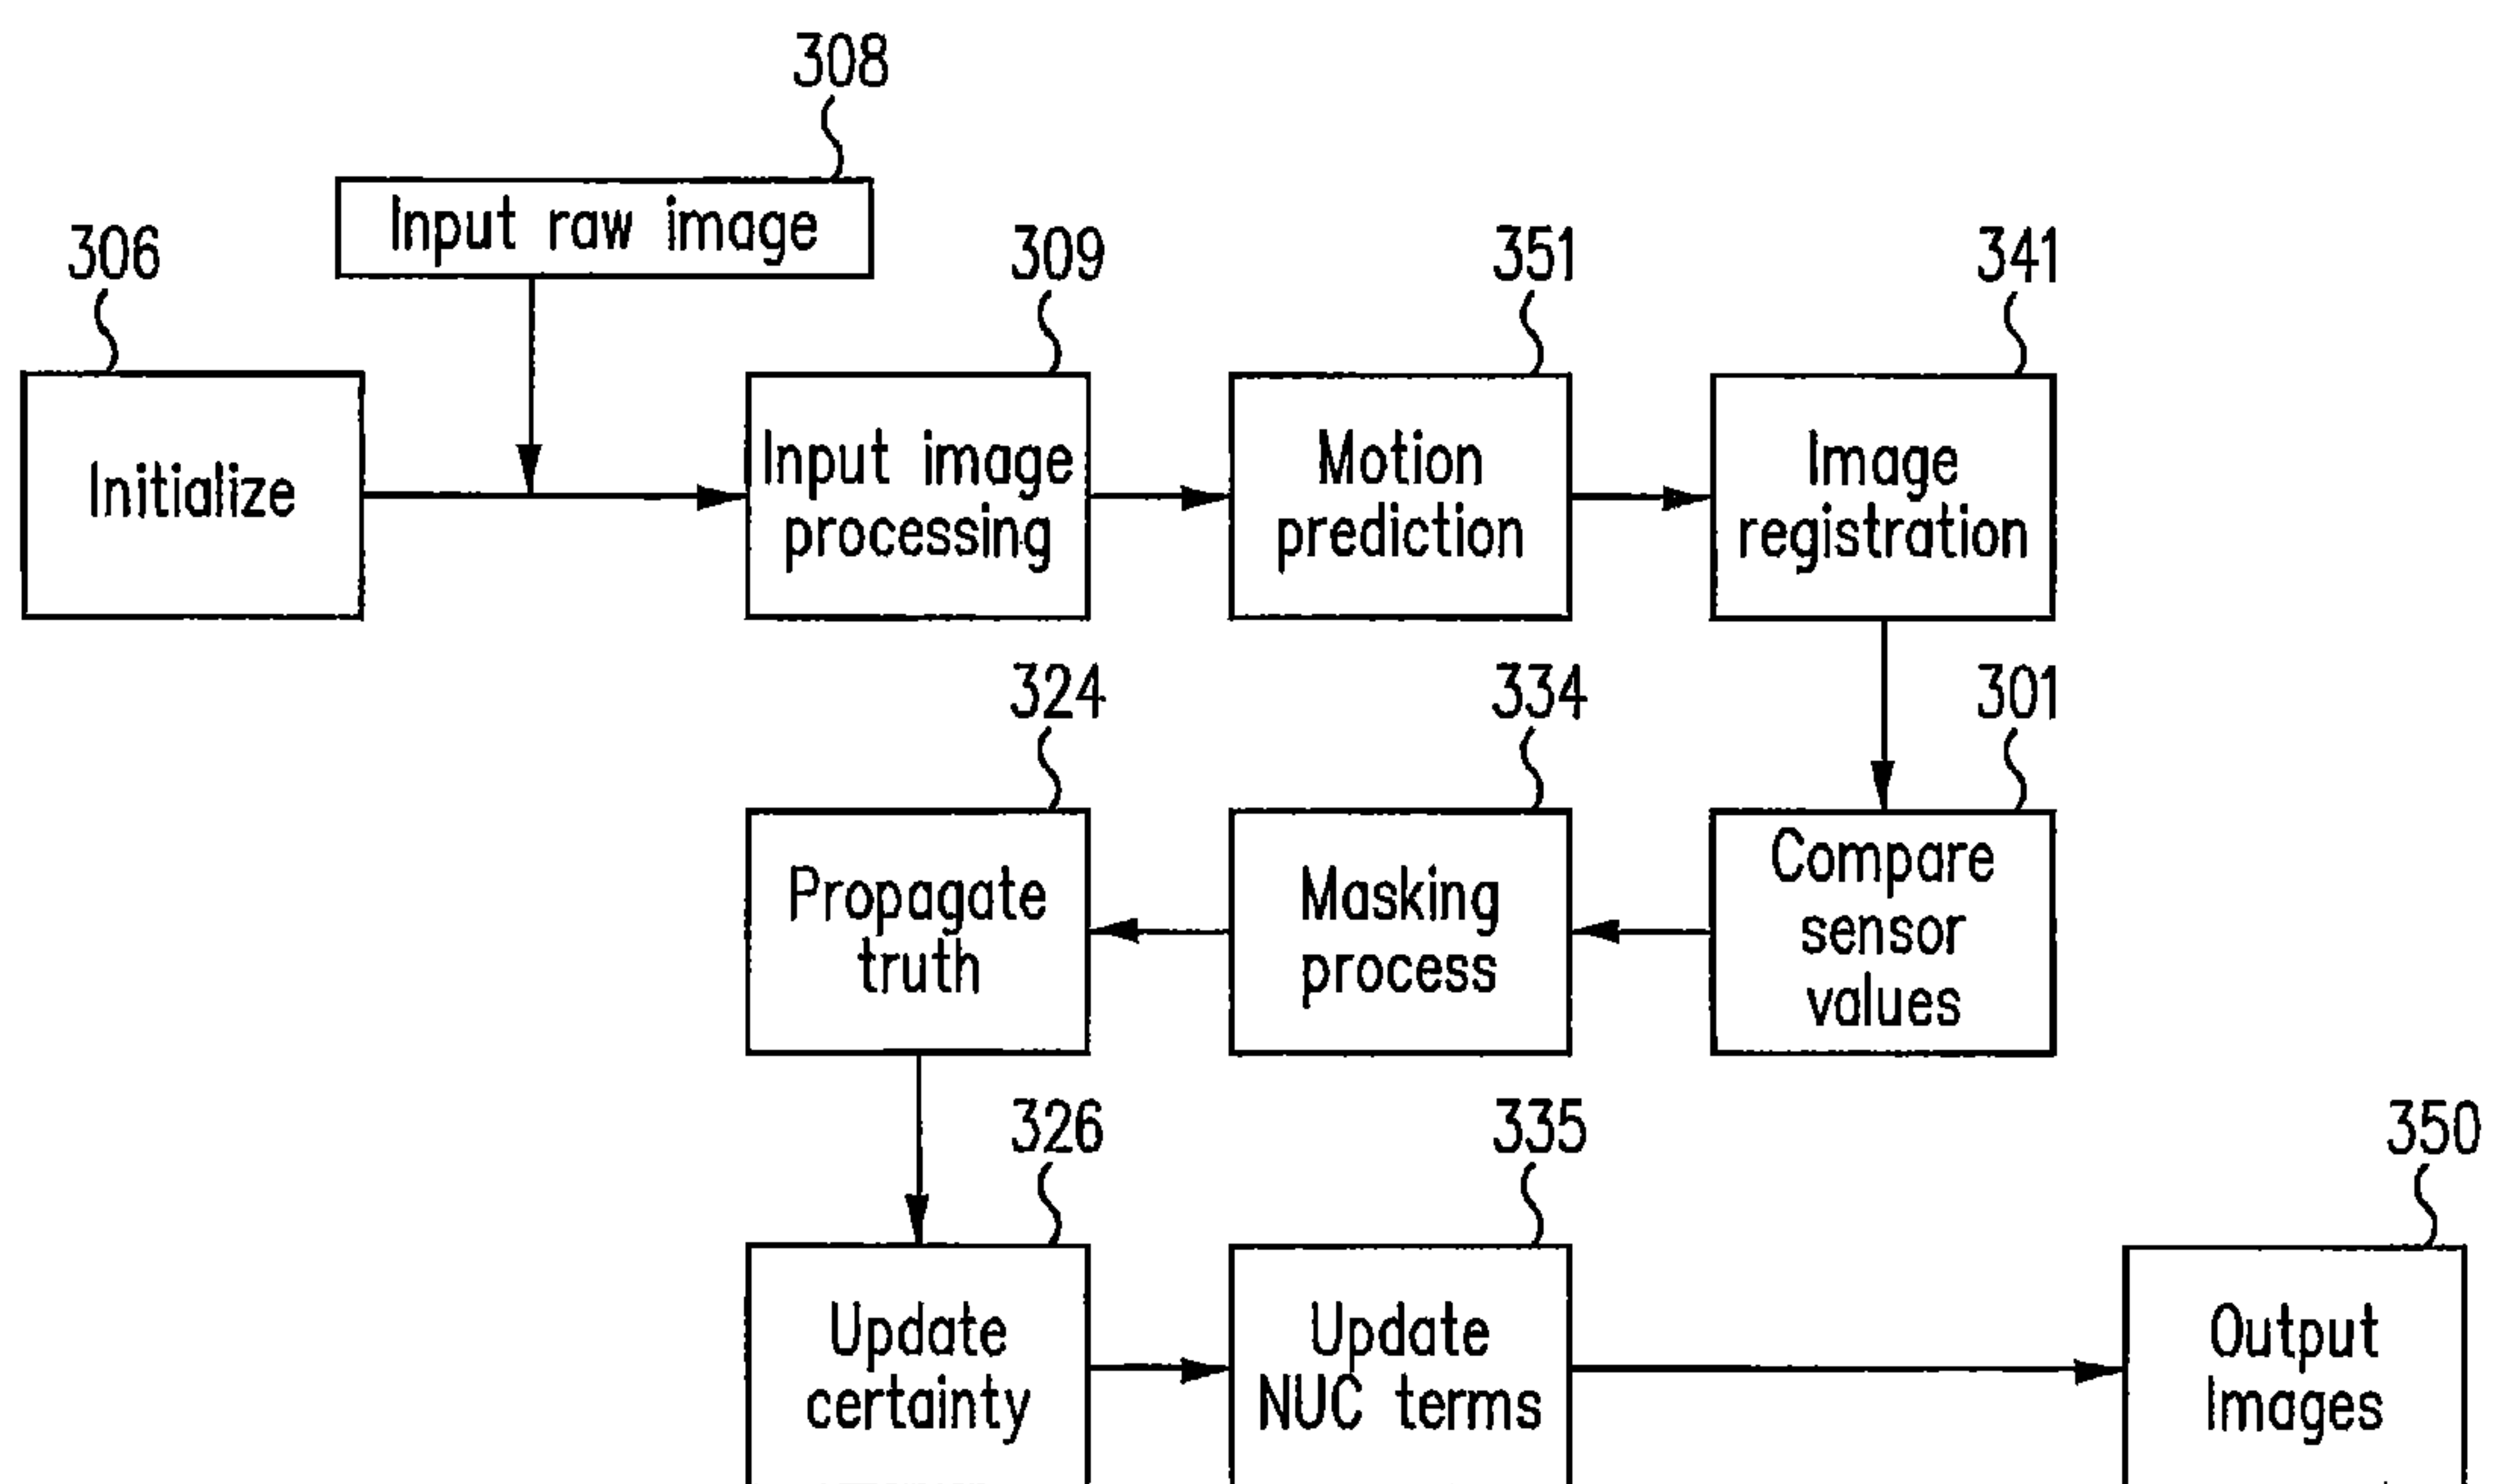 308
Input raw image
306
309
351
341
Initialize
Input image
processing
Motion
prediction
Image
registration
324
334
301
Propagate
truth
Masking
process
Compare
sensor
values
326
335
350
Update
certainty
Update
NUC terms
Output
Images